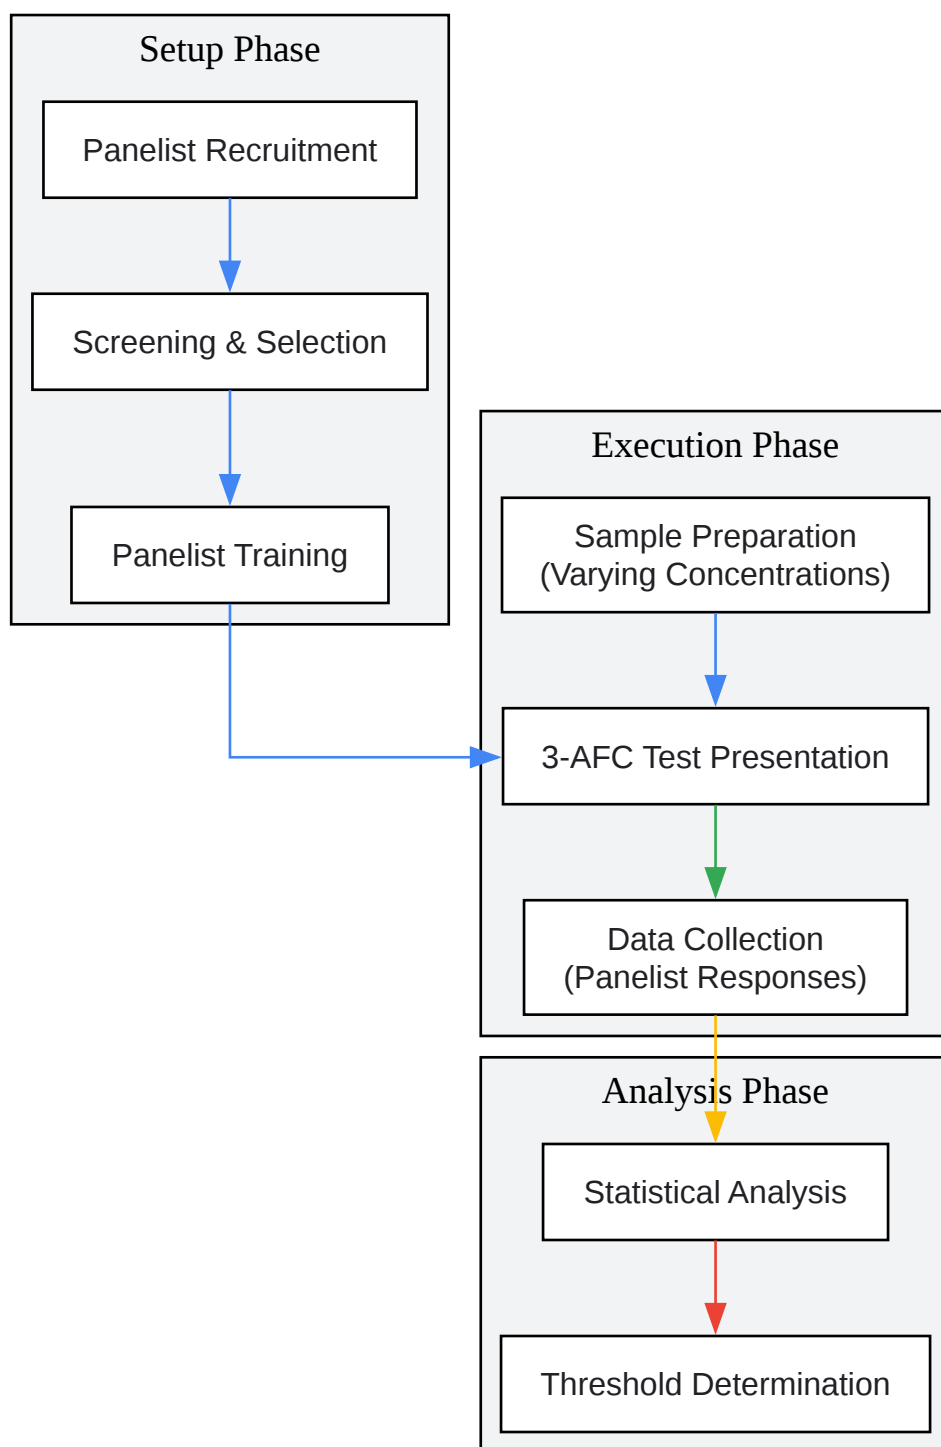 Setup Phase
Panelist Recruitment
Screening & Selection
Panelist Training
Execution Phase
Sample Preparation
(Varying Concentrations)
3-AFC Test Presentation
Data Collection
(Panelist Responses)
Analysis Phase
Statistical Analysis
Threshold Determination